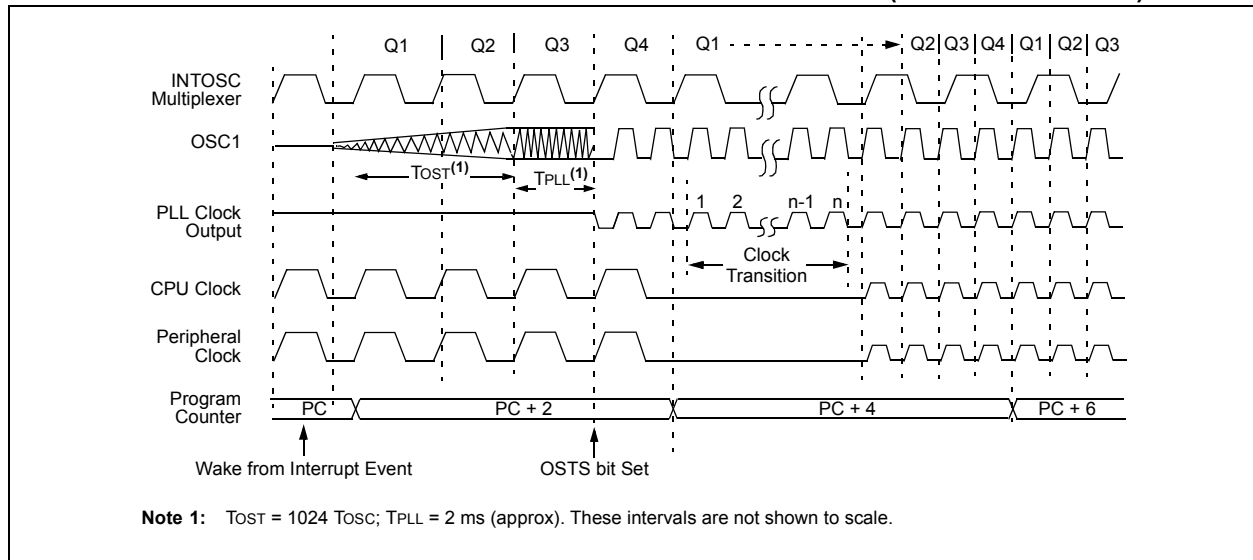 Q1 Q2 Q3 Q4 Q1 Q2 Q3 Q4 Q1 Q2 Q3
INTOSC
Multiplexer
OSC1
TOST(1)
TPLL(1)
1 2 n-1 n
PLL Clock
Output
Clock
Transition
CPU Clock
Peripheral
Clock
Program
Counter
PC PC + 2 PC + 4 PC + 6
Wake from Interrupt Event OSTS bit Set
Note 1: TOST = 1024 TOSC; TPLL = 2 ms (approx). These intervals are not shown to scale.